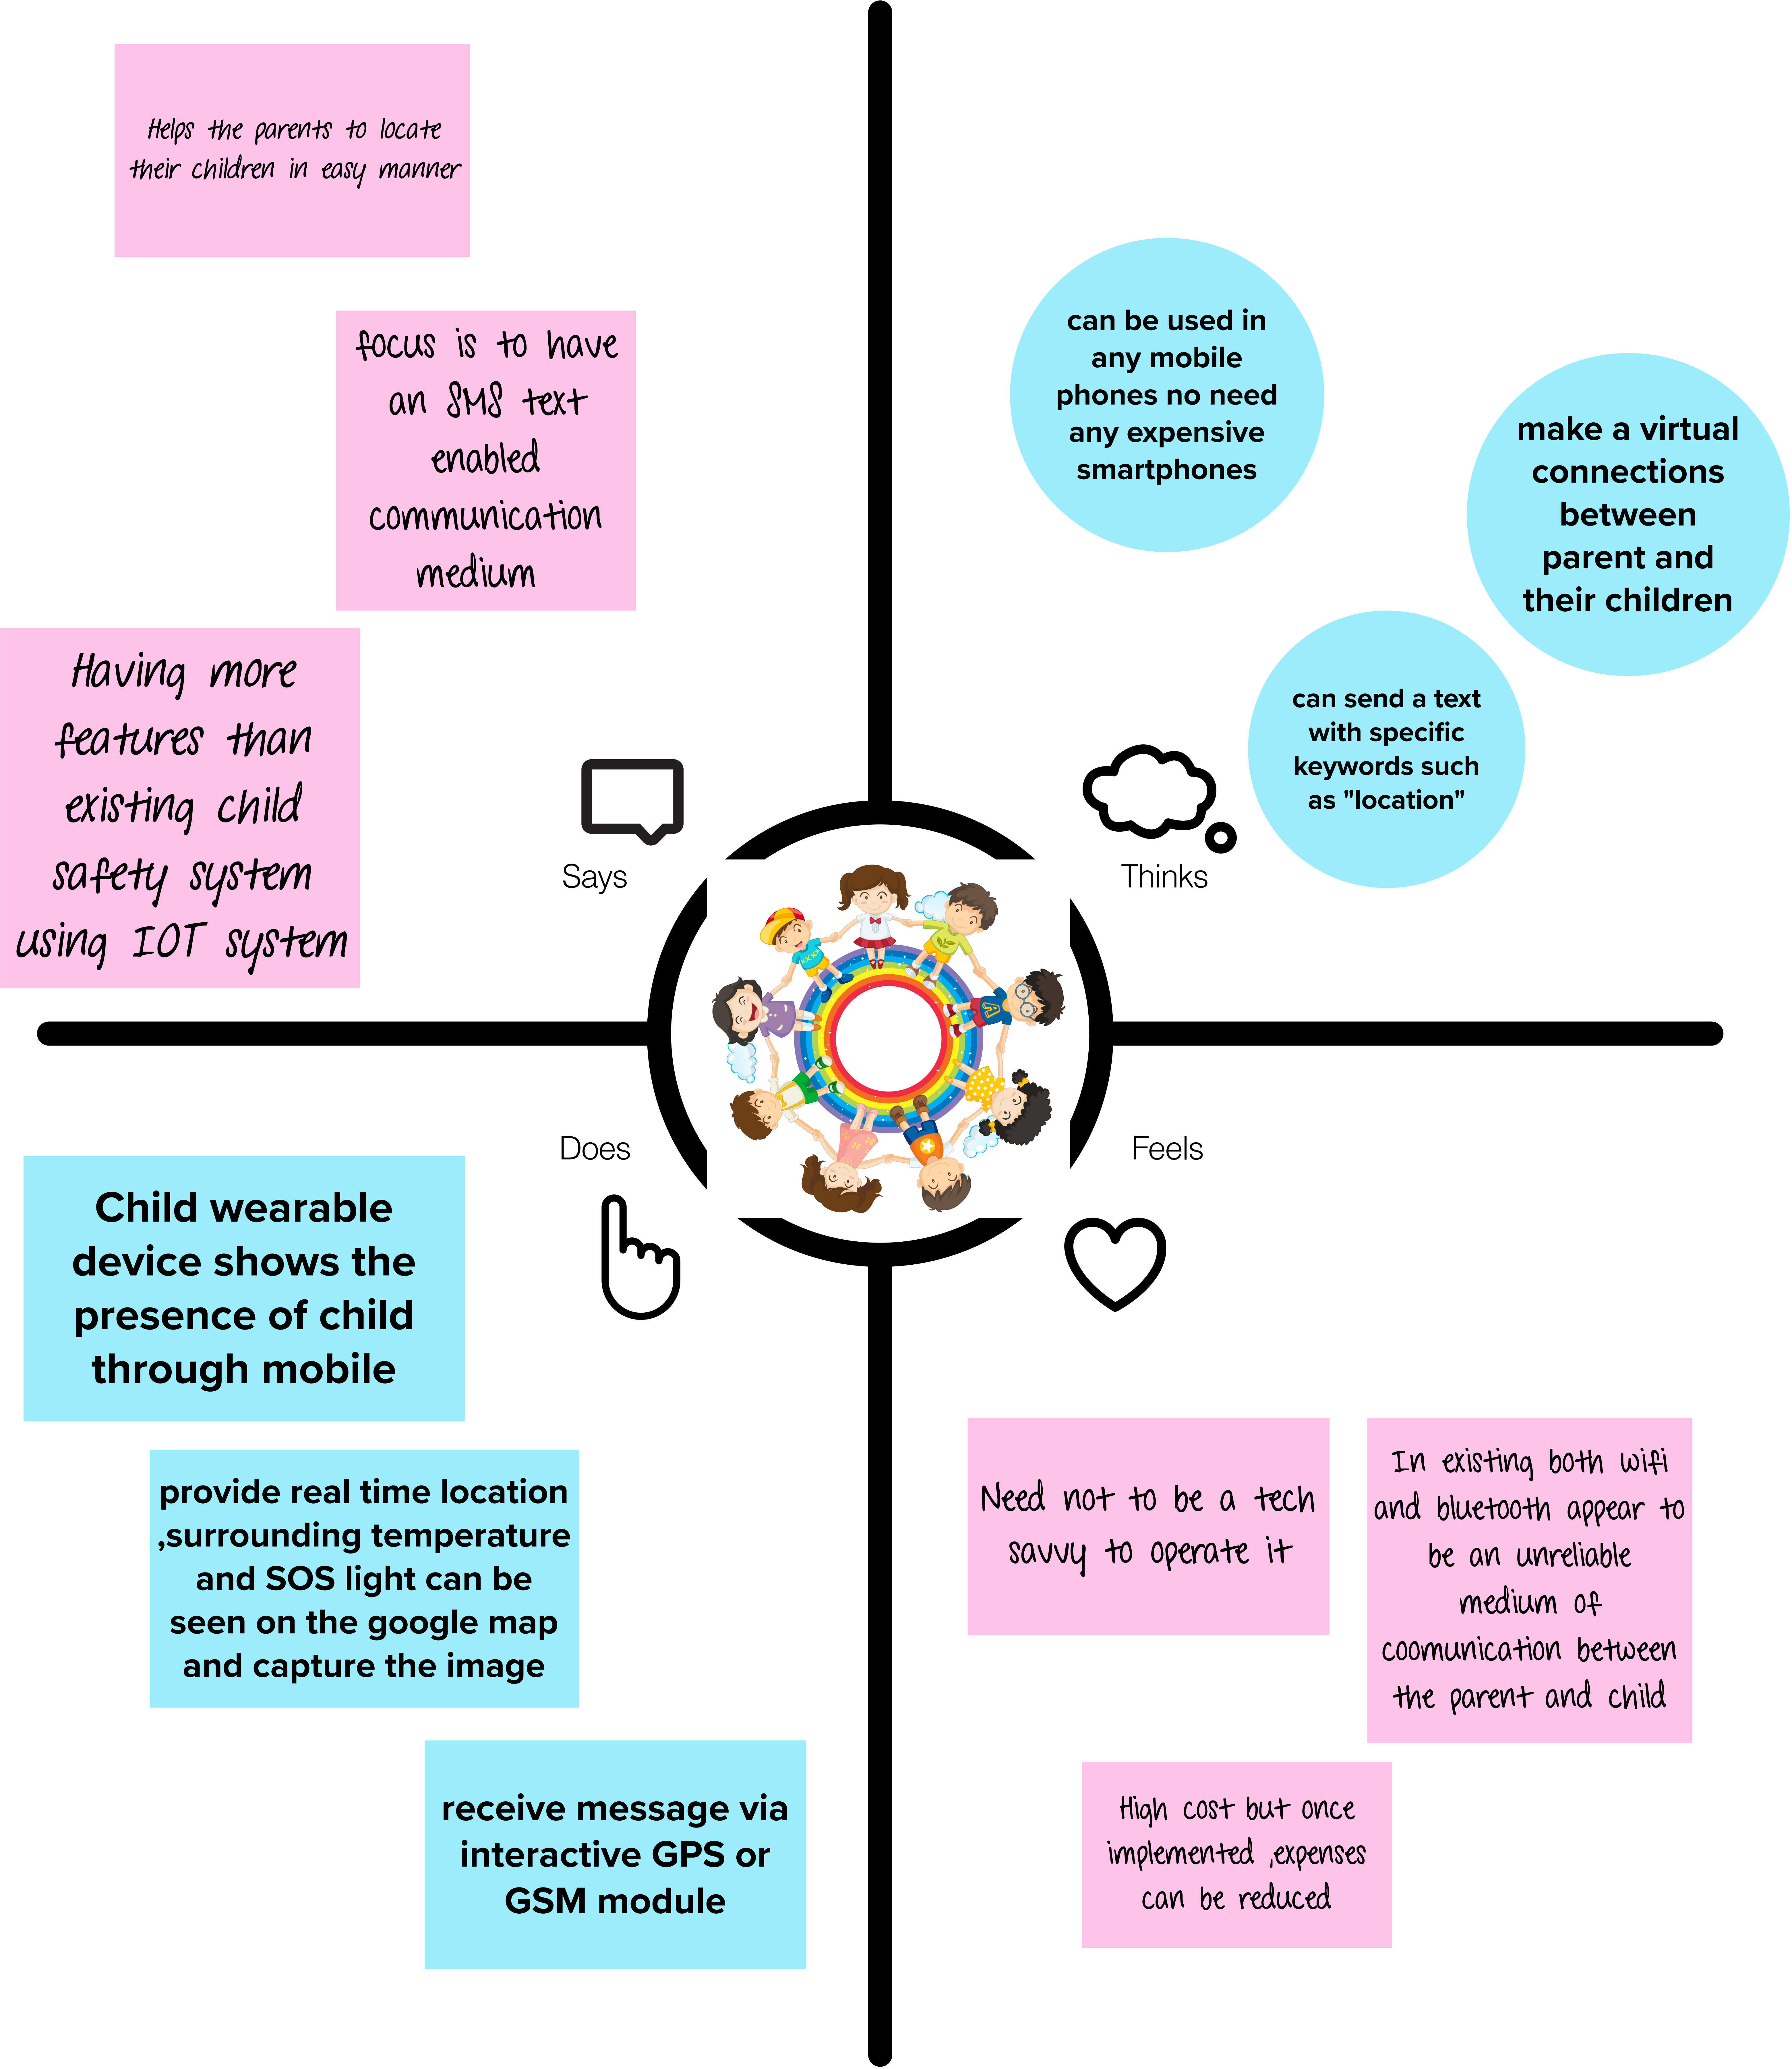 Helps the parents to locate
their children in easy manner
focus is to have
an SMS text
enabled
communication
medium
Having more
features than
existing child
safety system
using IOT system
Says
can be used in
any mobile
phones no need
any expensive
smartphones
make a virtual
connections
between
parent and
their children
can send a text
with specific
keywords such
as "location"
Thinks
Does
Child wearable
device shows the
presence of child
through mobile
provide real time location
,surrounding temperature
and SOS light can be
seen on the google map
and capture the image
receive message via
interactive GPS or
GSM module
Feels
Need not to be a tech
savvy to operate it
In existing both wifi
and bluetooth appear to
be an unreliable
medium of
coomunication between
the parent and child
High cost but once
implemented ,expenses
can be reduced